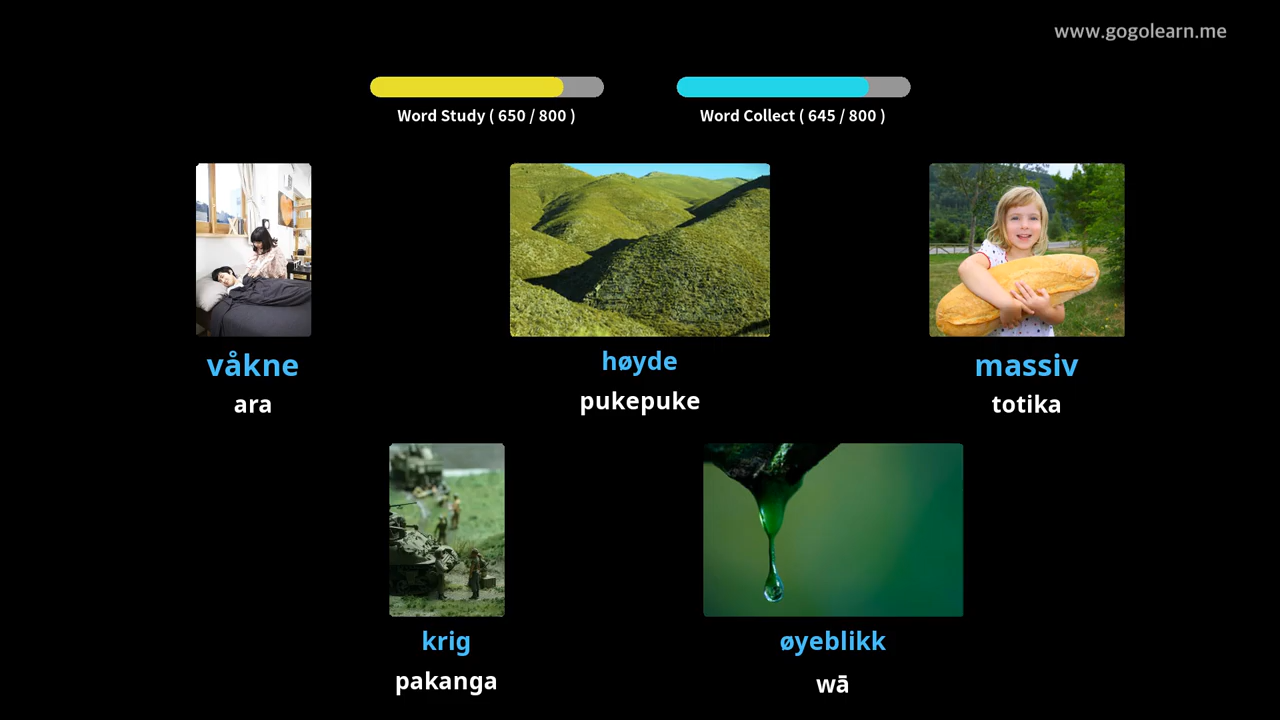 www.gogolearn.me
Word Study ( 650 / 800 )
Word Collect ( 645 / 800 )
våkne
ara
høyde
pukepuke
massiv
totika
krig
pakanga
øyeblikk
wā